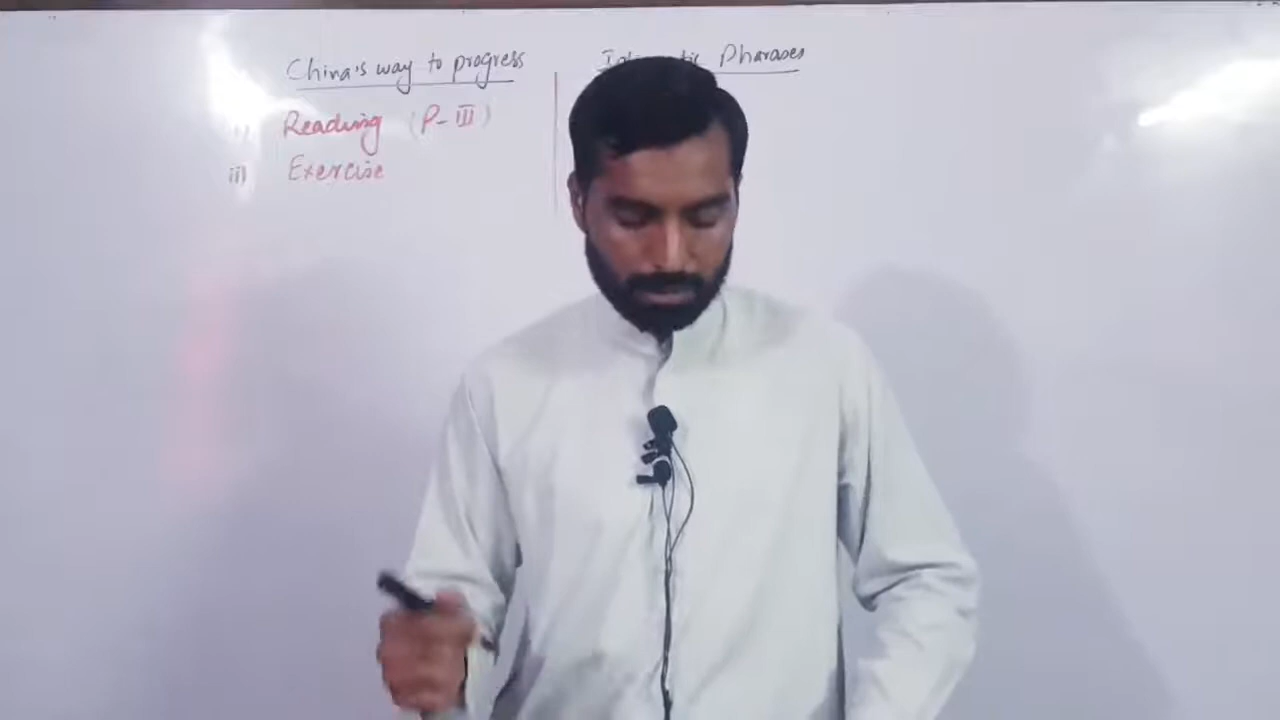 China's way to progress
Pharases
i) Reading (P-III)
ii) Exercise